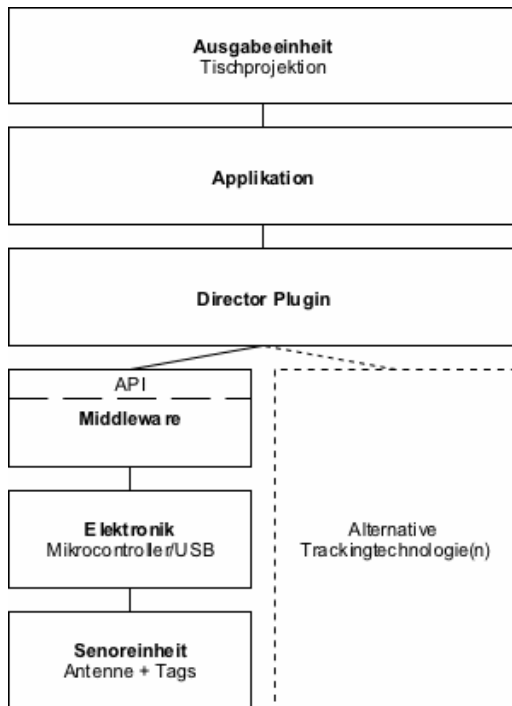 Ausgabeeinheit
Tischprojektion
Applikation
Director Plugin
API
Middleware
Elektronik
Mikrocontroller/USB
Alternative
Trackingtechnologie(n)
Senoreinheit
Antenne + Tags